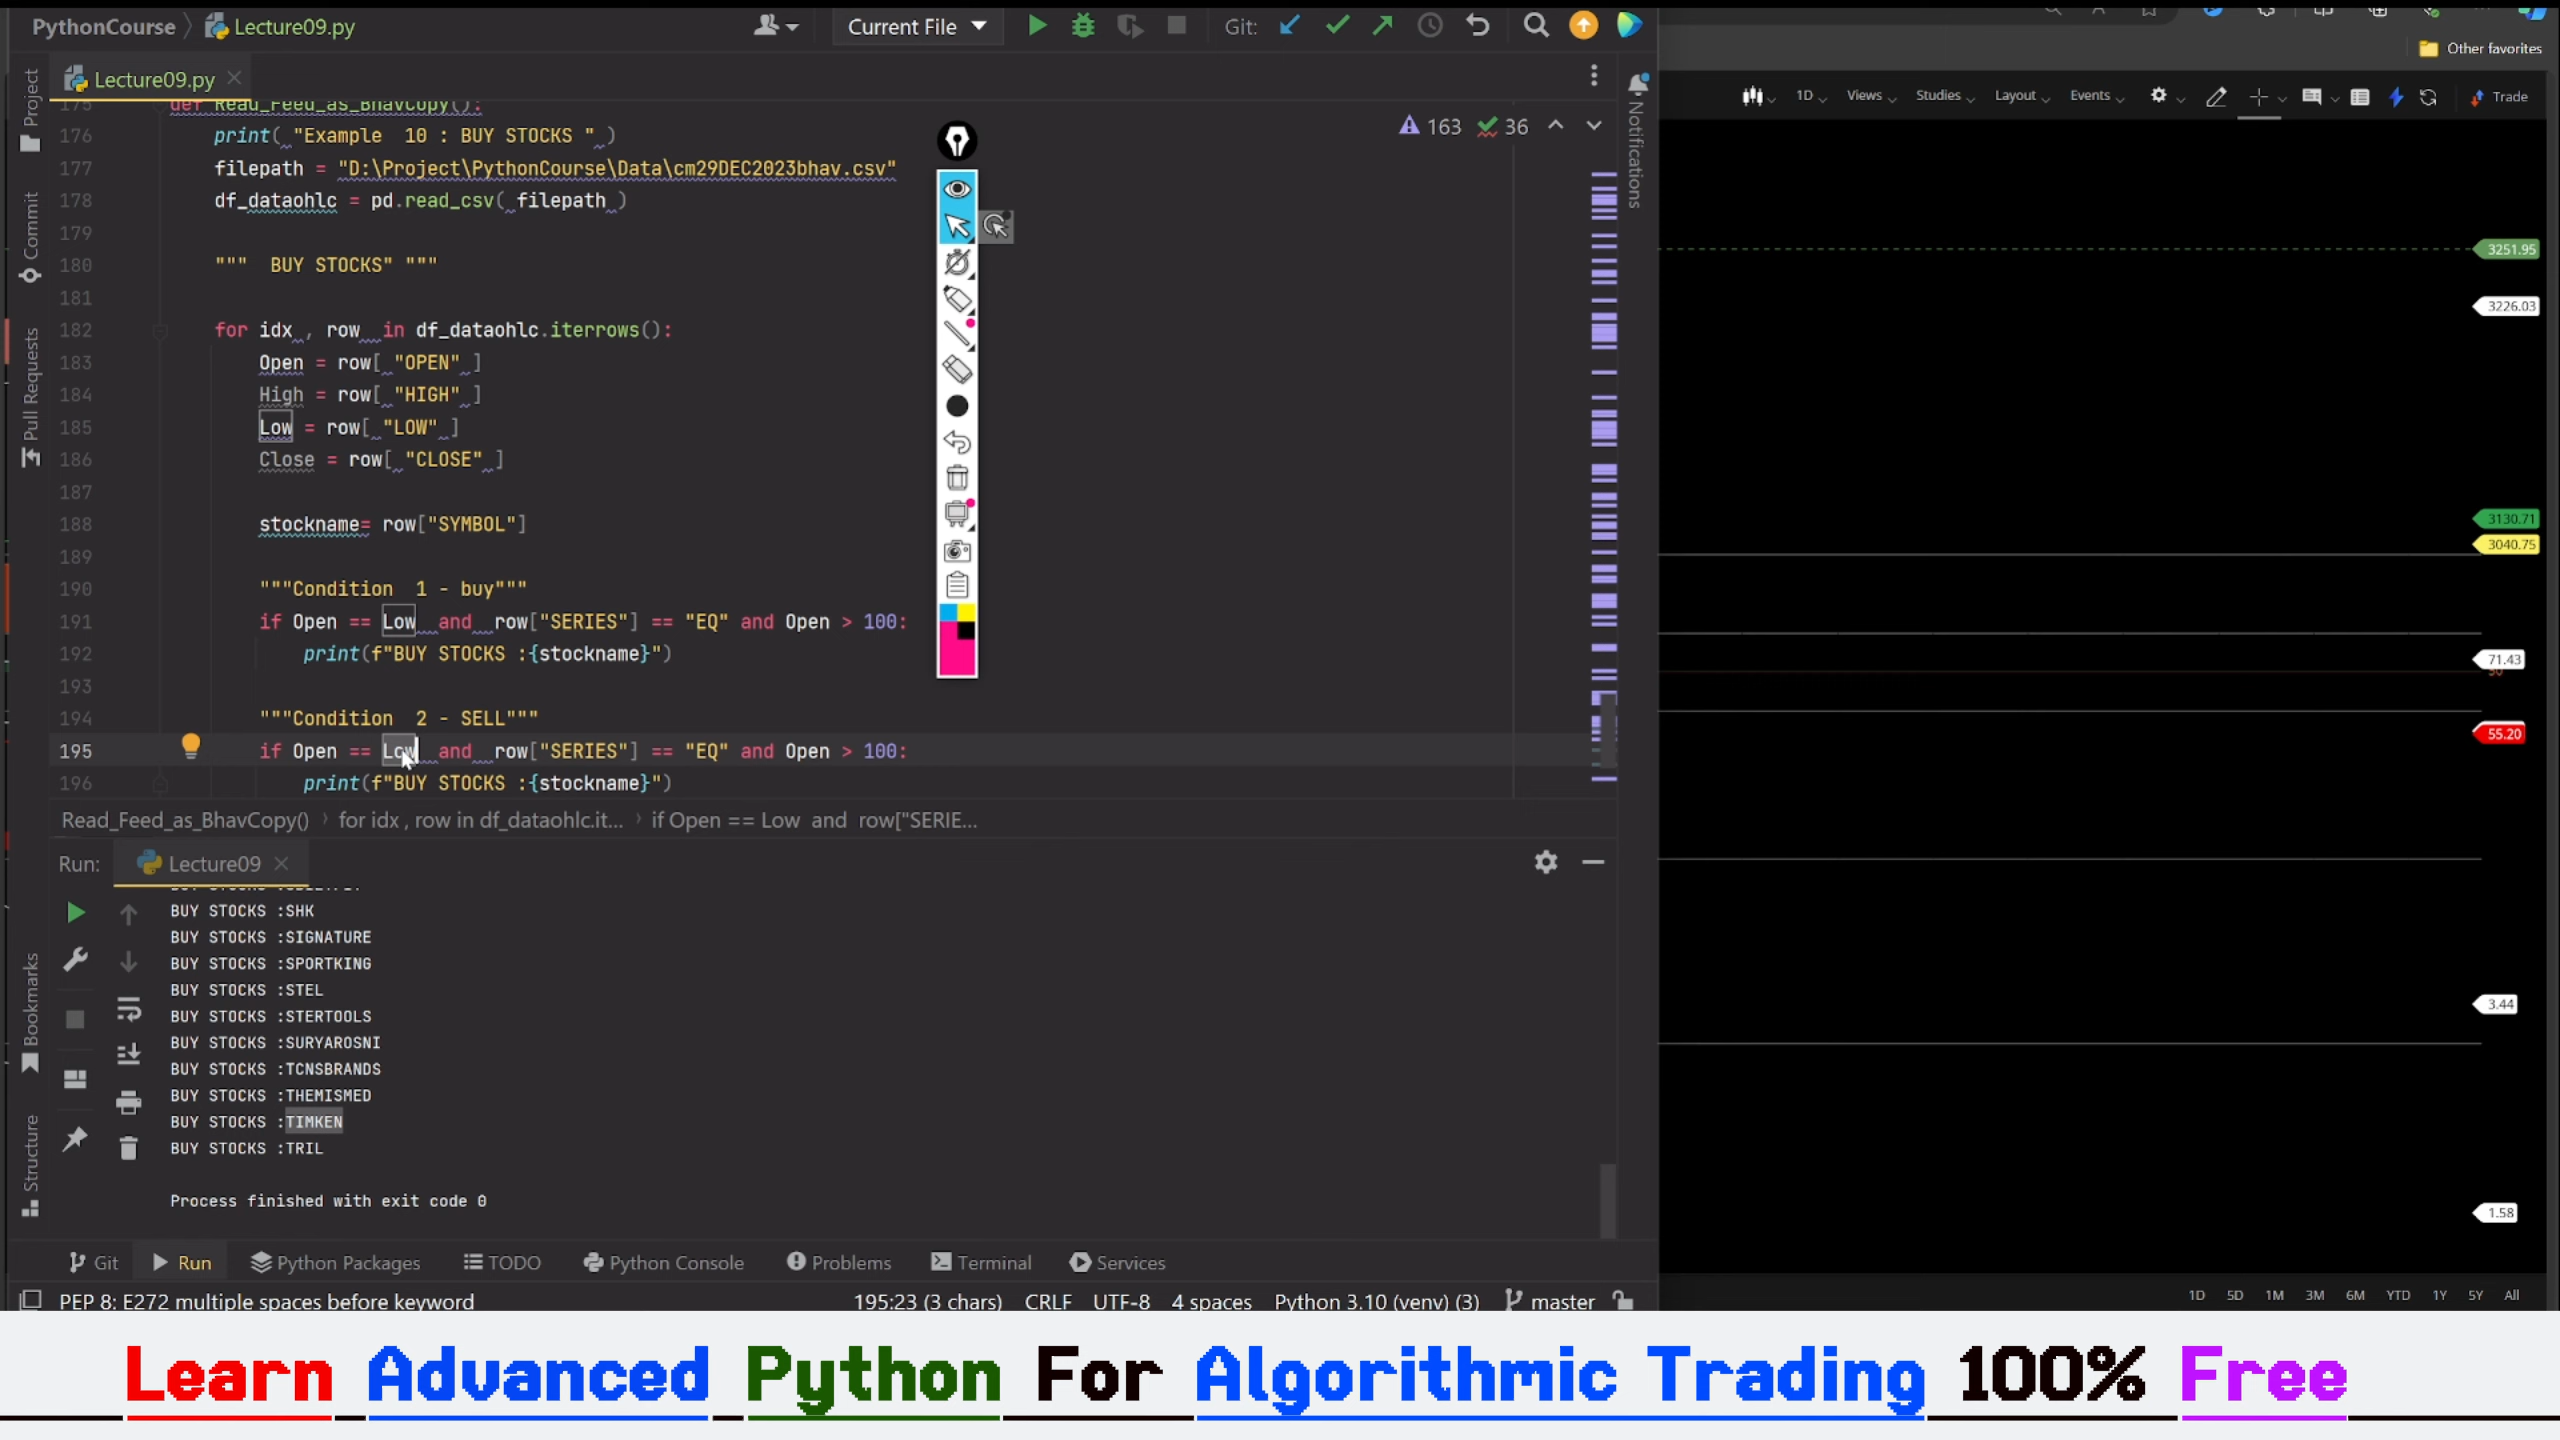 PythonCourse Lecture09.py
Current File
Git:
Other favorites
Lecture09.py
1D Views Studies Layout Events Trade
175 def Read_Feed_as_BhavCopy():
176 print( "Example  10 : BUY STOCKS " )
177 filepath = "D:\Project\PythonCourse\Data\cm29DEC2023bhav.csv"
178 df_dataohlc = pd.read_csv( filepath )
179
180 """  BUY STOCKS" """
181
182 for idx , row  in df_dataohlc.iterrows():
183 Open = row[ "OPEN" ]
184 High = row[ "HIGH" ]
185 Low = row[ "LOW" ]
186 Close = row[ "CLOSE" ]
187
188 stockname= row["SYMBOL"]
189
190 """Condition  1 - buy"""
191 if Open == Low  and  row["SERIES"] == "EQ" and Open > 100:
192 print(f"BUY STOCKS :{stockname}")
193
194 """Condition  2 - SELL"""
195 if Open == Low  and  row["SERIES"] == "EQ" and Open > 100:
196 print(f"BUY STOCKS :{stockname}")
163 36
Project
Commit
Pull Requests
Bookmarks
Structure
Notifications
Read_Feed_as_BhavCopy() for idx , row in df_dataohlc.it... if Open == Low  and  row["SERIE...
Run: Lecture09
BUY STOCKS :SHK
BUY STOCKS :SIGNATURE
BUY STOCKS :SPORTKING
BUY STOCKS :STEL
BUY STOCKS :STERTOOLS
BUY STOCKS :SURYAROSNI
BUY STOCKS :TCNSBRANDS
BUY STOCKS :THEMISMED
BUY STOCKS :TIMKEN
BUY STOCKS :TRIL
Process finished with exit code 0
3251.95
3226.03
3130.71
3040.75
71.43
55.20
3.44
1.58
Git Run Python Packages TODO Python Console Problems Terminal Services
PEP 8: E272 multiple spaces before keyword 195:23 (3 chars) CRLF UTF-8 4 spaces Python 3.10 (venv) (3) master
1D 5D 1M 3M 6M YTD 1Y 5Y All
Learn Advanced Python For Algorithmic Trading 100% Free